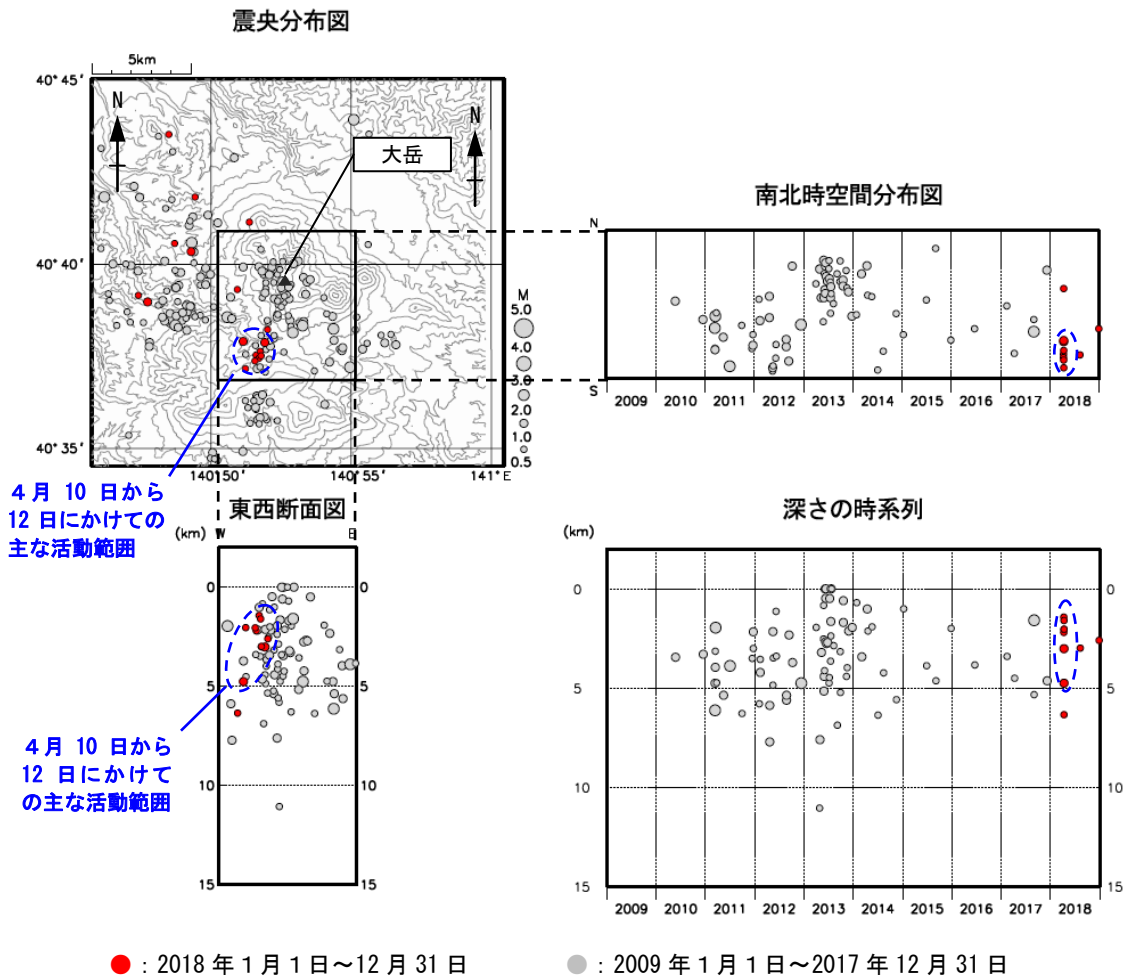 震央分布図
5km
40°45'
N
N
大岳
40°40'
M
5.0
4.0
3.0
2.0
1.0
0.5
40°35'
140°50'
140°55'
141°E
4月 10 日から
12 日にかけての
主な活動範囲
南北時空間分布図
N
S
2009 2010 2011 2012 2013 2014 2015 2016 2017 2018
東西断面図
(km) W E
0 0
5 5
10 10
15 15
4月 10 日から
12 日にかけて
の主な活動範囲
深さの時系列
(km)
0 0
5 5
10 10
15 15
2009 2010 2011 2012 2013 2014 2015 2016 2017 2018
:2018 年 1 月 1 日~12 月 31 日
:2009 年 1 月 1 日~2017 年 12 月 31 日